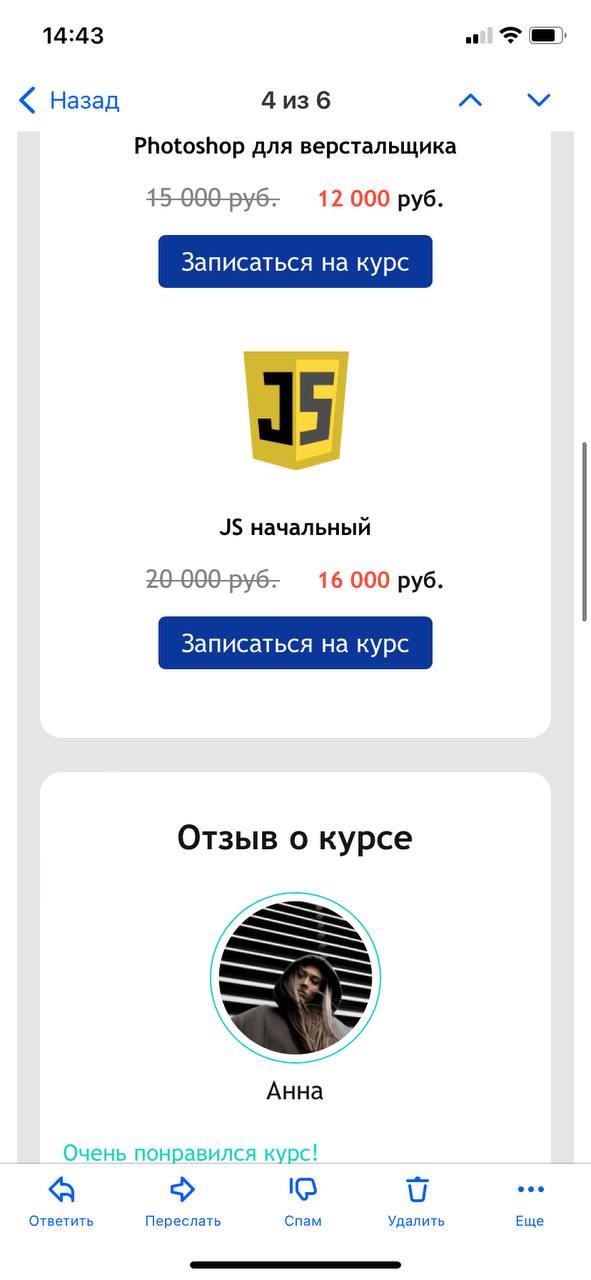 14:43
Назад
4 из 6
Photoshop для верстальщика
15 000 руб. 12 000 руб.
Записаться на курс
JS
JS начальный
20 000 руб. 16 000 руб.
Записаться на курс
Отзыв о курсе
Анна
Очень понравился курс!
Ответить Переслать Спам Удалить Еще